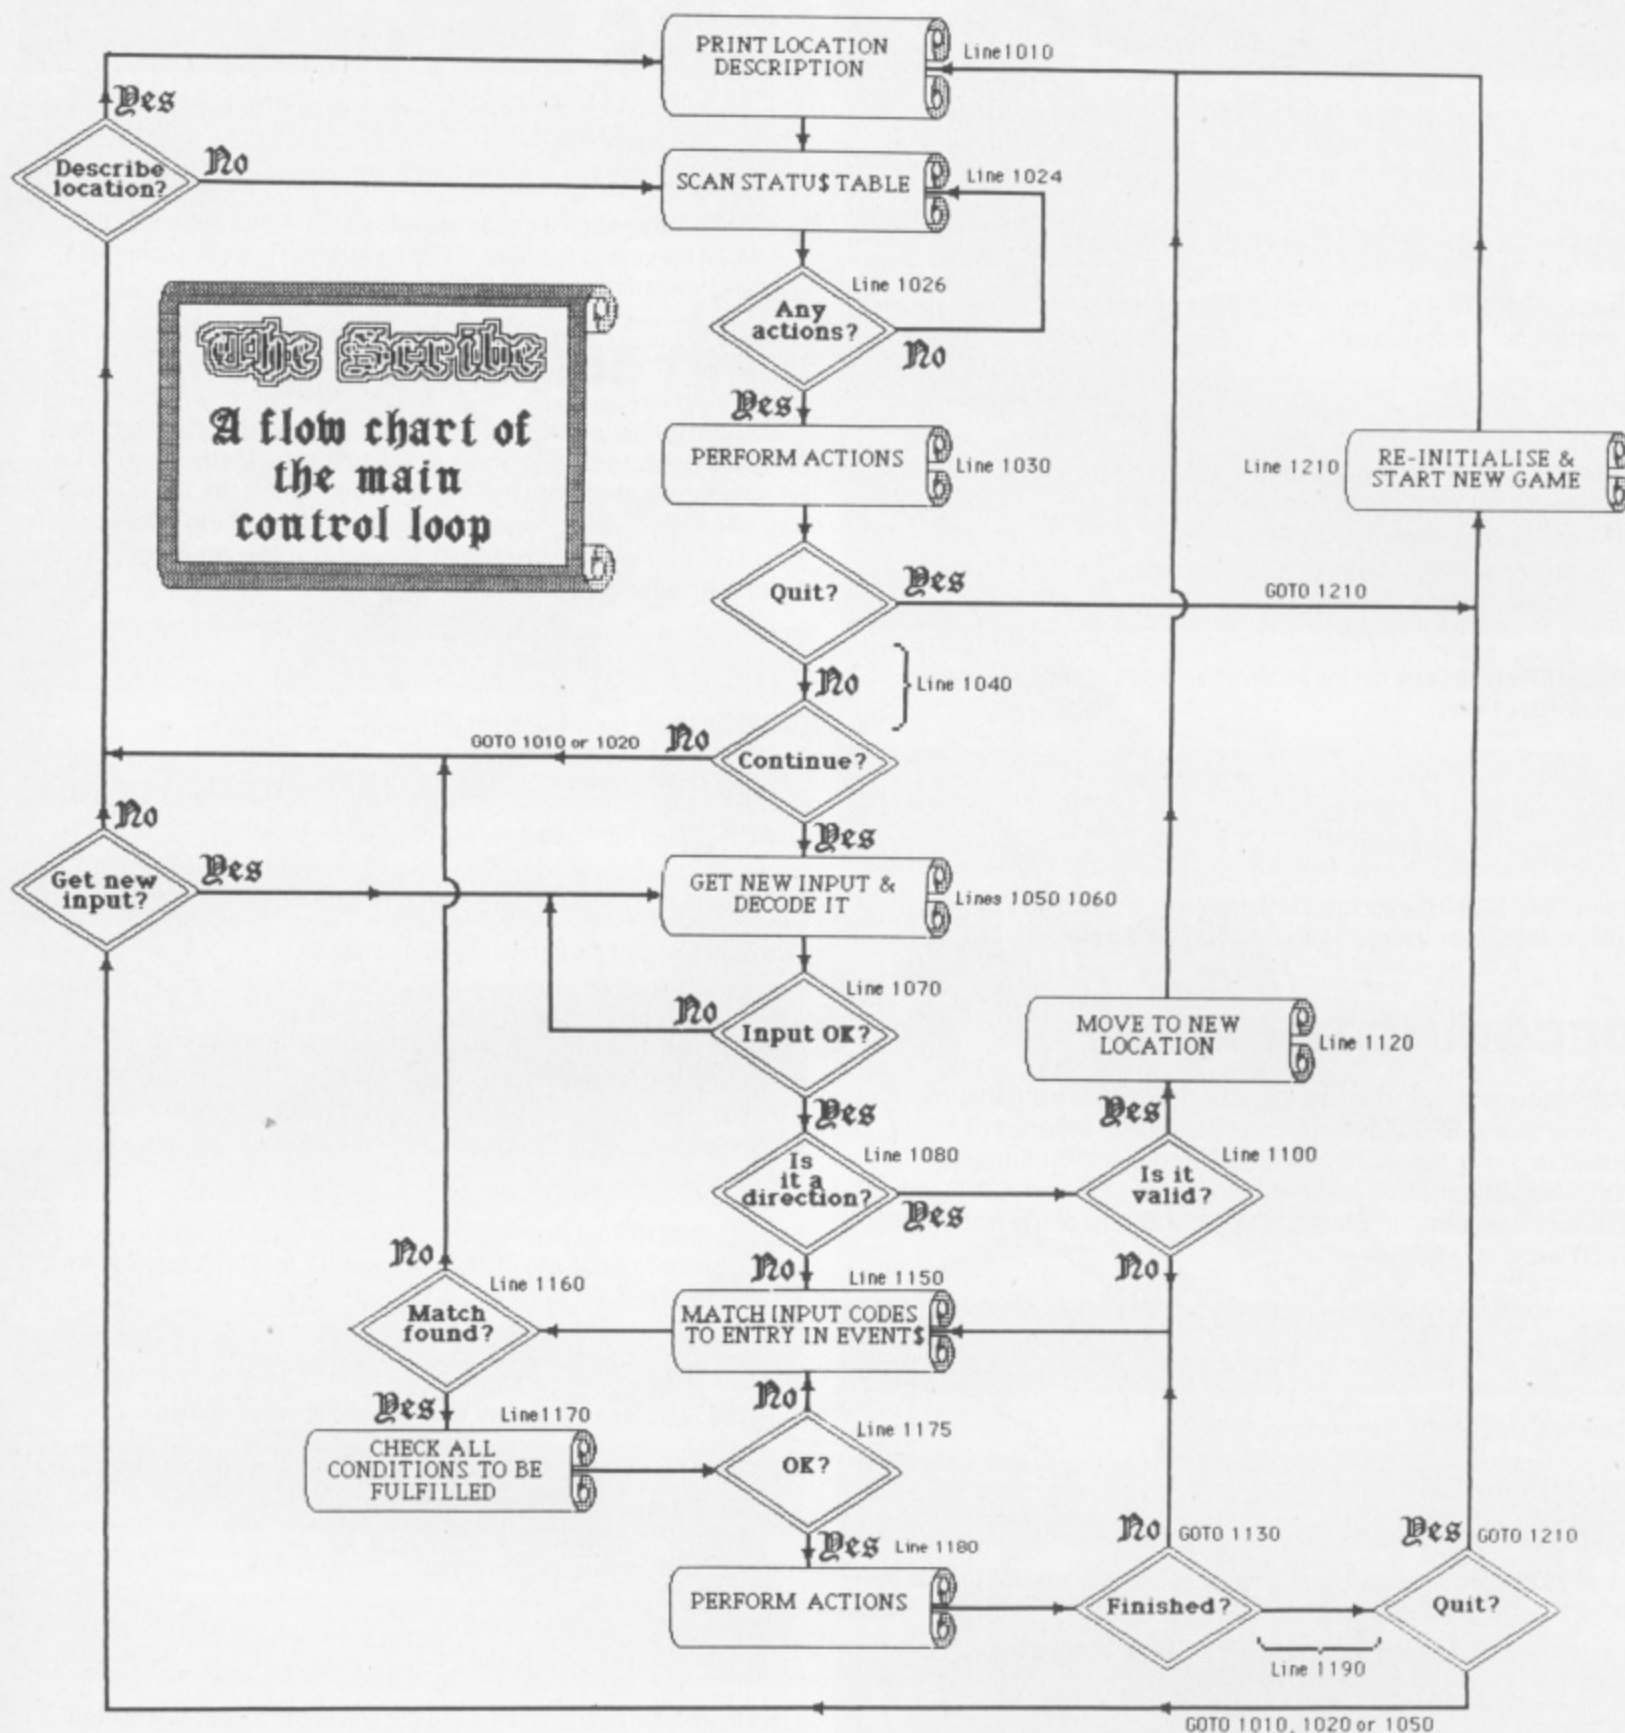 PRINT LOCATION
DESCRIPTION
Line1010
Yes
Describe
location?
No
SCAN STATU$ TABLE
Line 1024
Line 1026
Any
actions?
No
The Scribe
A flow chart of
the main
control loop
Yes
PERFORM ACTIONS
Line 1030
Line 1210
RE-INITIALISE &
START NEW GAME
Quit?
Yes
GOTO 1210
No
Line 1040
GOTO 1010 or 1020
No
Continue?
No
Yes
Get new
input?
Yes
GET NEW INPUT &
DECODE IT
Lines 1050 1060
Line 1070
No
Input OK?
MOVE TO NEW
LOCATION
Line 1120
Yes
Yes
Line 1080
Is
it a
direction?
Yes
Line 1100
Is it
valid?
No
No
No
Line 1160
Match
found?
Line 1150
MATCH INPUT CODES
TO ENTRY IN EVENT$
No
Yes
Line1170
CHECK ALL
CONDITIONS TO BE
FULFILLED
Line 1175
OK?
Yes
Line 1180
PERFORM ACTIONS
No
GOTO 1130
Finished?
Yes
GOTO 1210
Quit?
Line 1190
GOTO 1010, 1020 or 1050